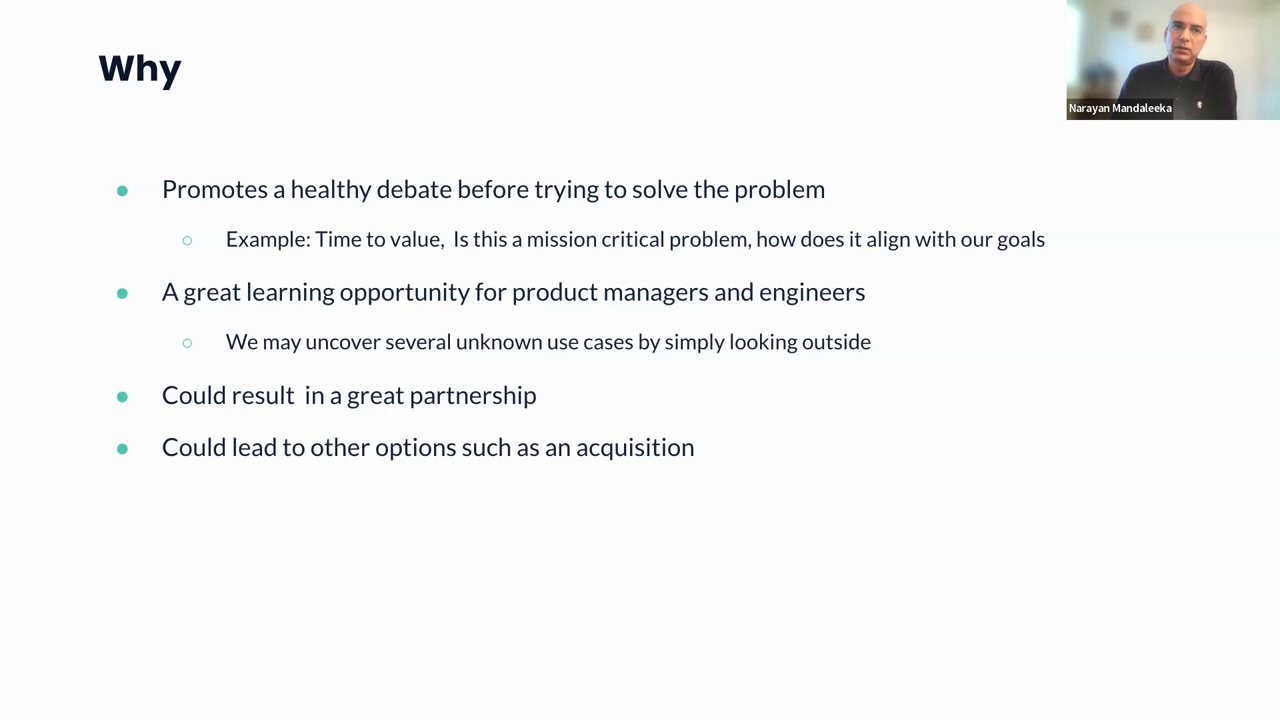 Why
Narayan Mandaleeka
● Promotes a healthy debate before trying to solve the problem
○ Example: Time to value,  Is this a mission critical problem, how does it align with our goals
● A great learning opportunity for product managers and engineers
○ We may uncover several unknown use cases by simply looking outside
● Could result  in a great partnership
● Could lead to other options such as an acquisition